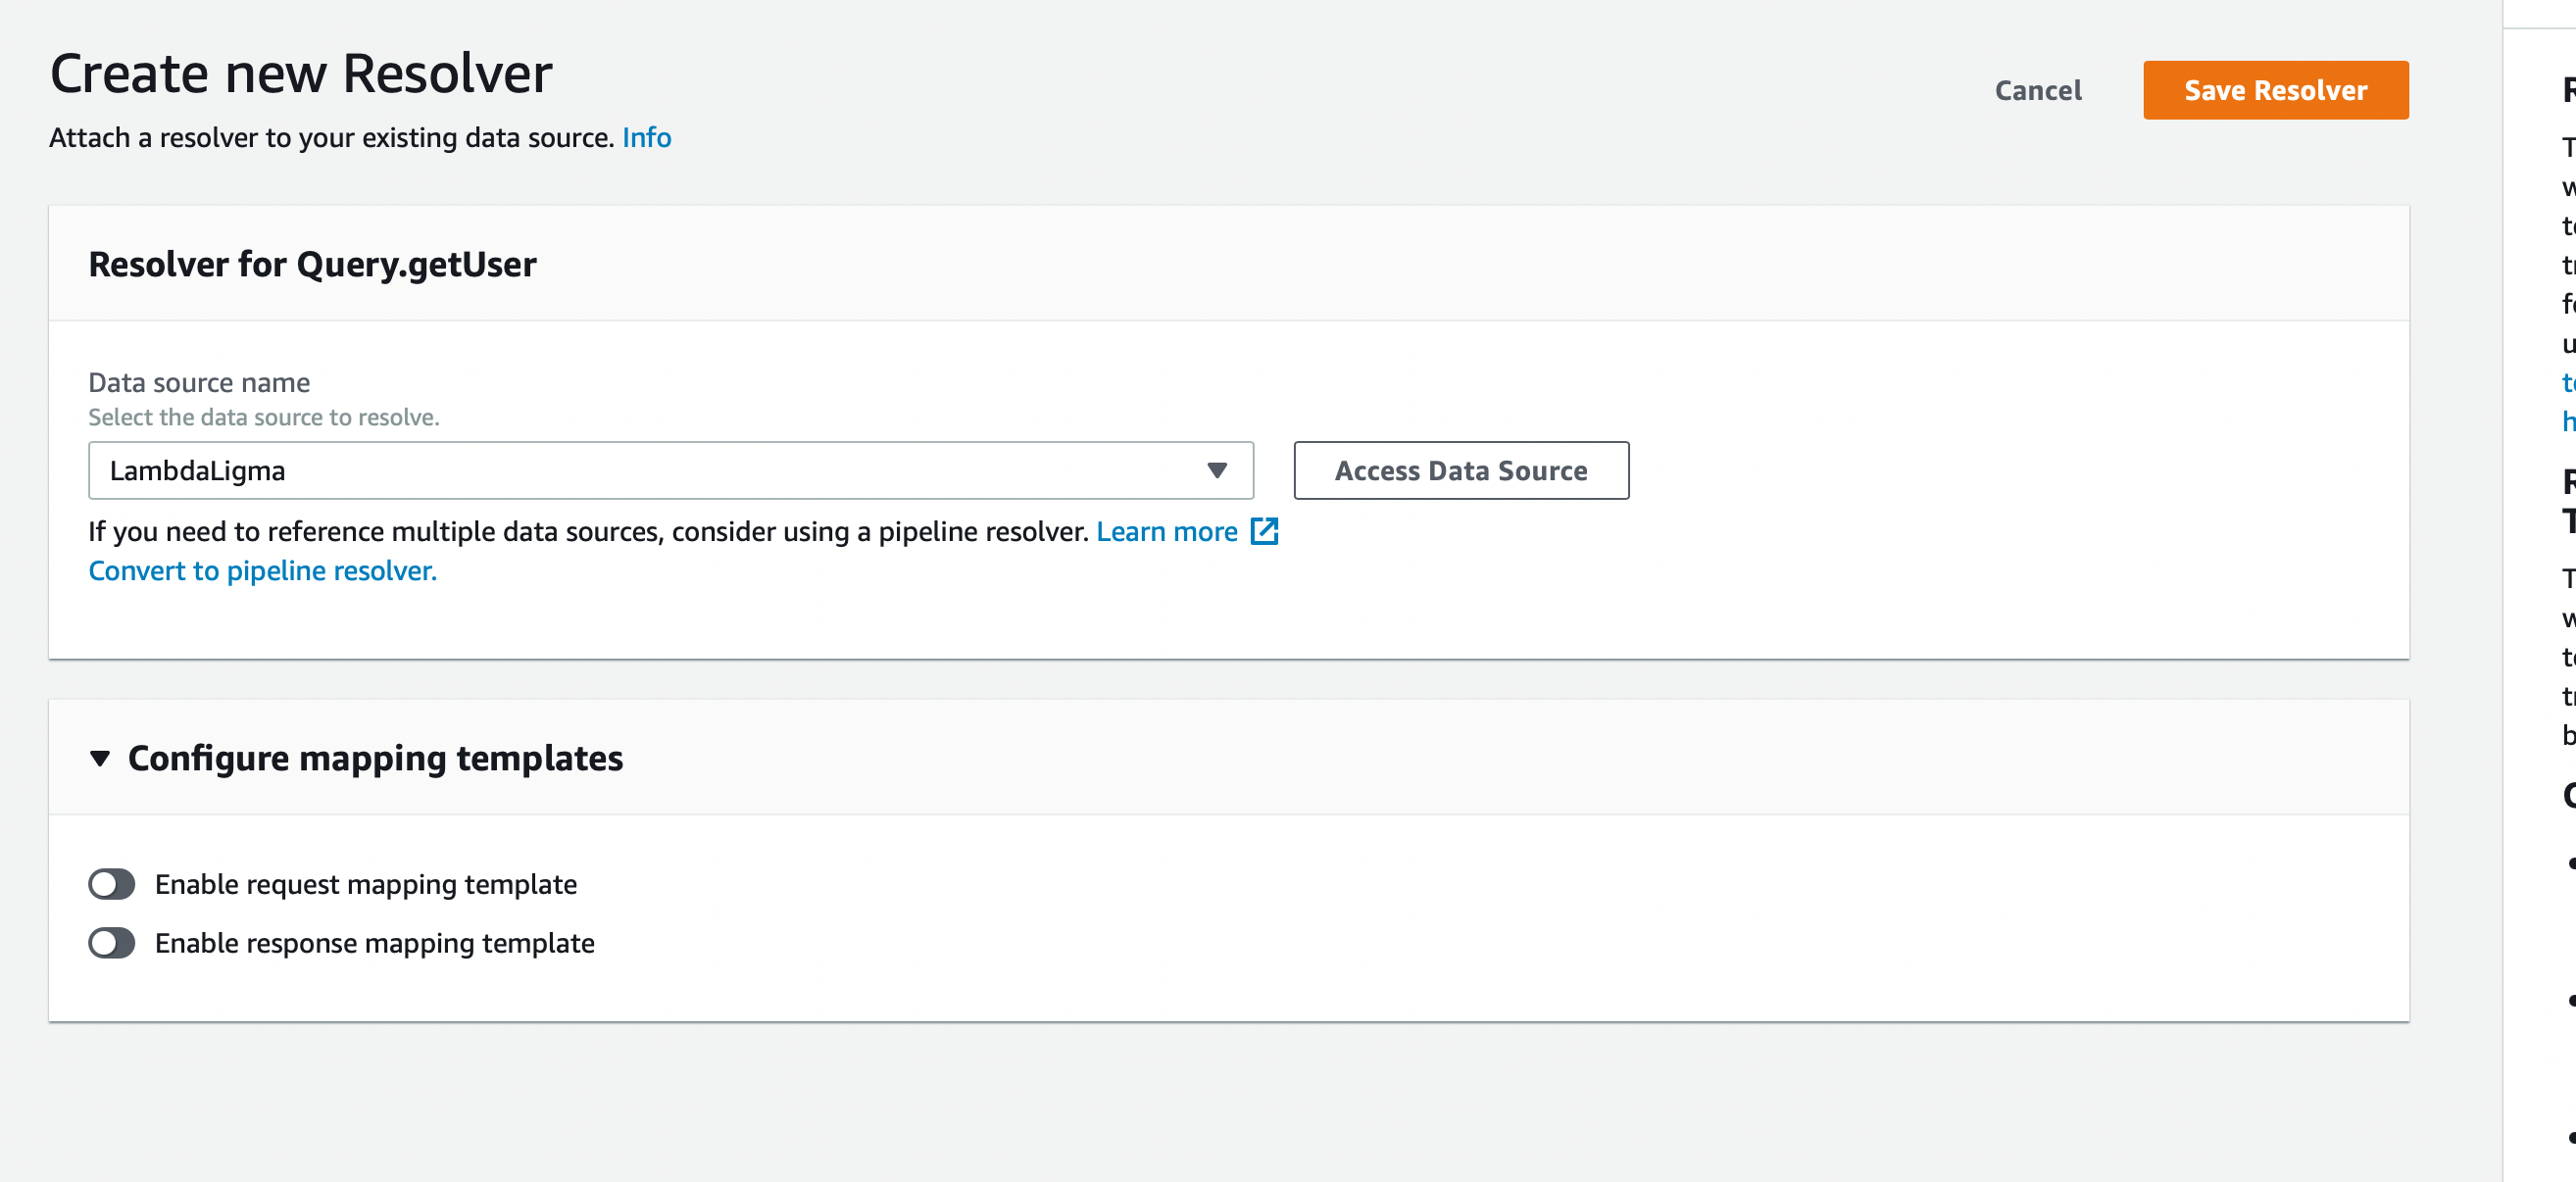 Create new Resolver
Attach a resolver to your existing data source. Info
Cancel
Save Resolver
Resolver for Query.getUser
Data source name
Select the data source to resolve.
LambdaLigma
Access Data Source
If you need to reference multiple data sources, consider using a pipeline resolver. Learn more
Convert to pipeline resolver.
Configure mapping templates
Enable request mapping template
Enable response mapping template